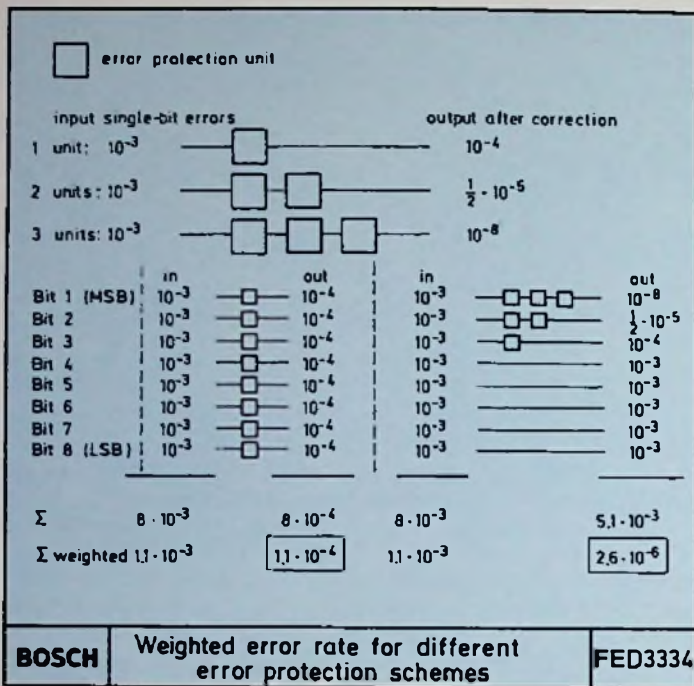 error protection unit
input single-bit errors output after correction
1 unit: 10⁻³ 10⁻⁴
2 units: 10⁻³ ½ · 10⁻⁵
3 units: 10⁻³ 10⁻⁸
in out in out
Bit 1 (MSB) 10⁻³ 10⁻⁴ 10⁻³ 10⁻⁸
Bit 2 10⁻³ 10⁻⁴ 10⁻³ ½ · 10⁻⁵
Bit 3 10⁻³ 10⁻⁴ 10⁻³ 10⁻⁴
Bit 4 10⁻³ 10⁻⁴ 10⁻³ 10⁻³
Bit 5 10⁻³ 10⁻⁴ 10⁻³ 10⁻³
Bit 6 10⁻³ 10⁻⁴ 10⁻³ 10⁻³
Bit 7 10⁻³ 10⁻⁴ 10⁻³ 10⁻³
Bit 8 (LSB) 10⁻³ 10⁻⁴ 10⁻³ 10⁻³
Σ 8 · 10⁻³ 8 · 10⁻⁴ 8 · 10⁻³ 5,1 · 10⁻³
Σ weighted 1,1 · 10⁻³ 1,1 · 10⁻⁴ 1,1 · 10⁻³ 2,6 · 10⁻⁶
BOSCH
Weighted error rate for different
error protection schemes
FED3334